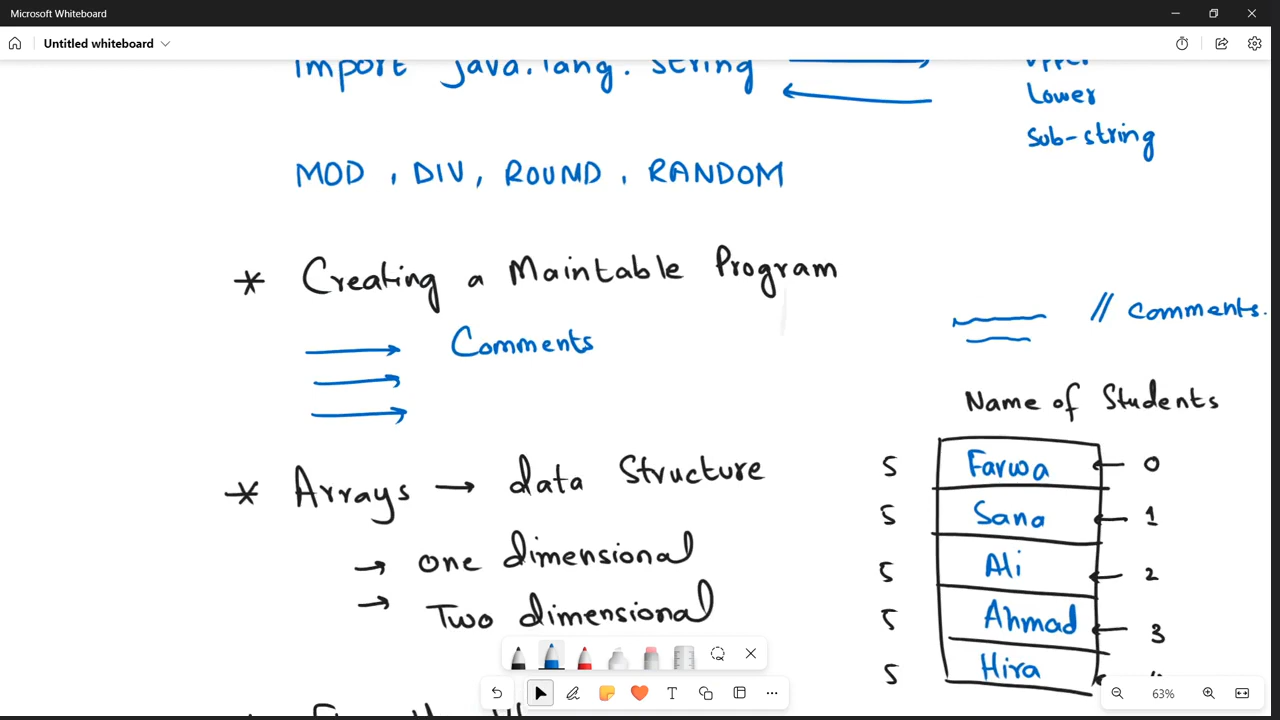 Microsoft Whiteboard
Untitled whiteboard
import java.lang.string
Upper
Lower
Sub-string
MOD , DIV, ROUND , RANDOM
* Creating a Maintable Program
Comments
// comments.
* Arrays → data Structure
→ one dimensional
→ Two dimensional
Name of Students
5 Farwa ← 0
5 Sana ← 1
5 Ali ← 2
5 Ahmad ← 3
5 Hira
63%